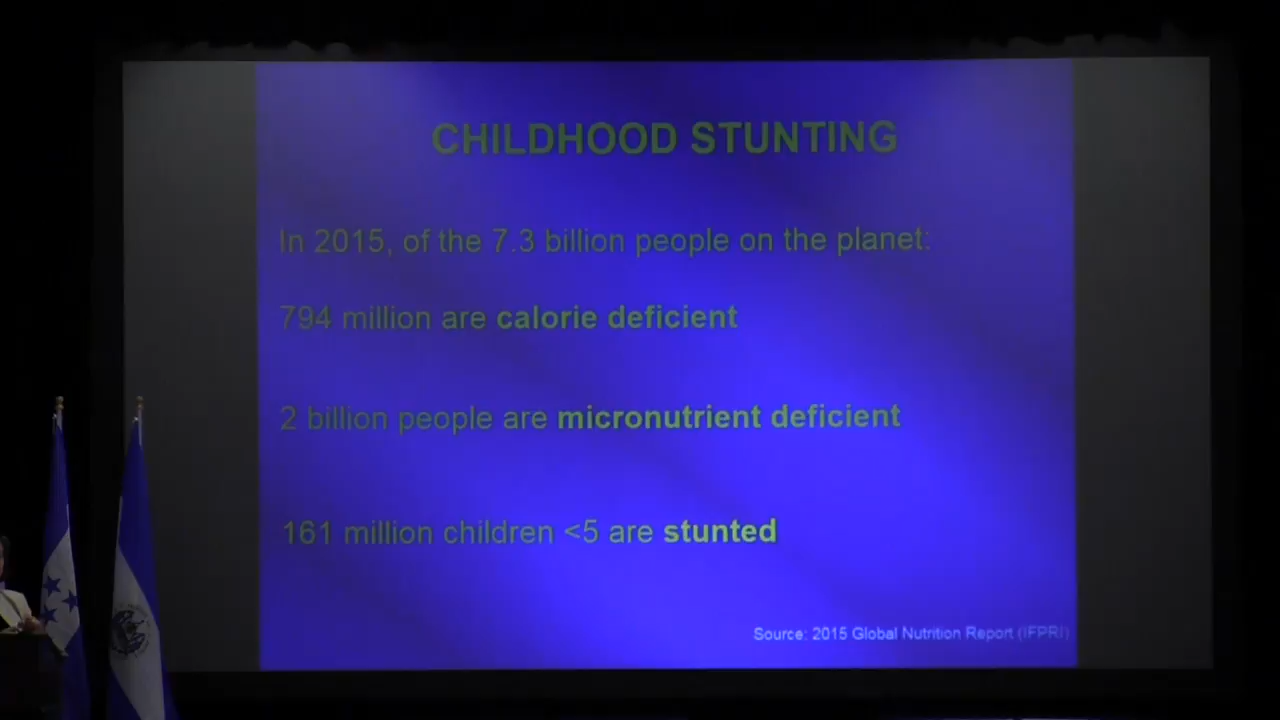 CHILDHOOD STUNTING
In 2015, of the 7.3 billion people on the planet:
794 million are calorie deficient
2 billion people are micronutrient deficient
161 million children <5 are stunted
Source: 2015 Global Nutrition Report (IFPRI)